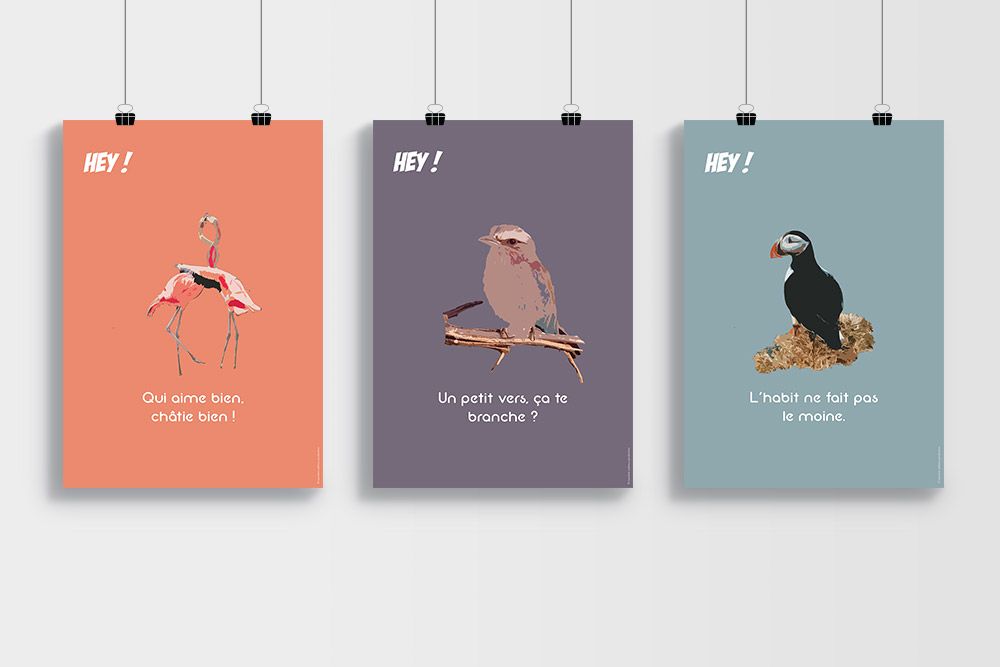 HEY !
Qui aime bien,
châtie bien !
HEY !
Un petit vers, ça te
branche ?
HEY !
L'habit ne fait pas
le moine.